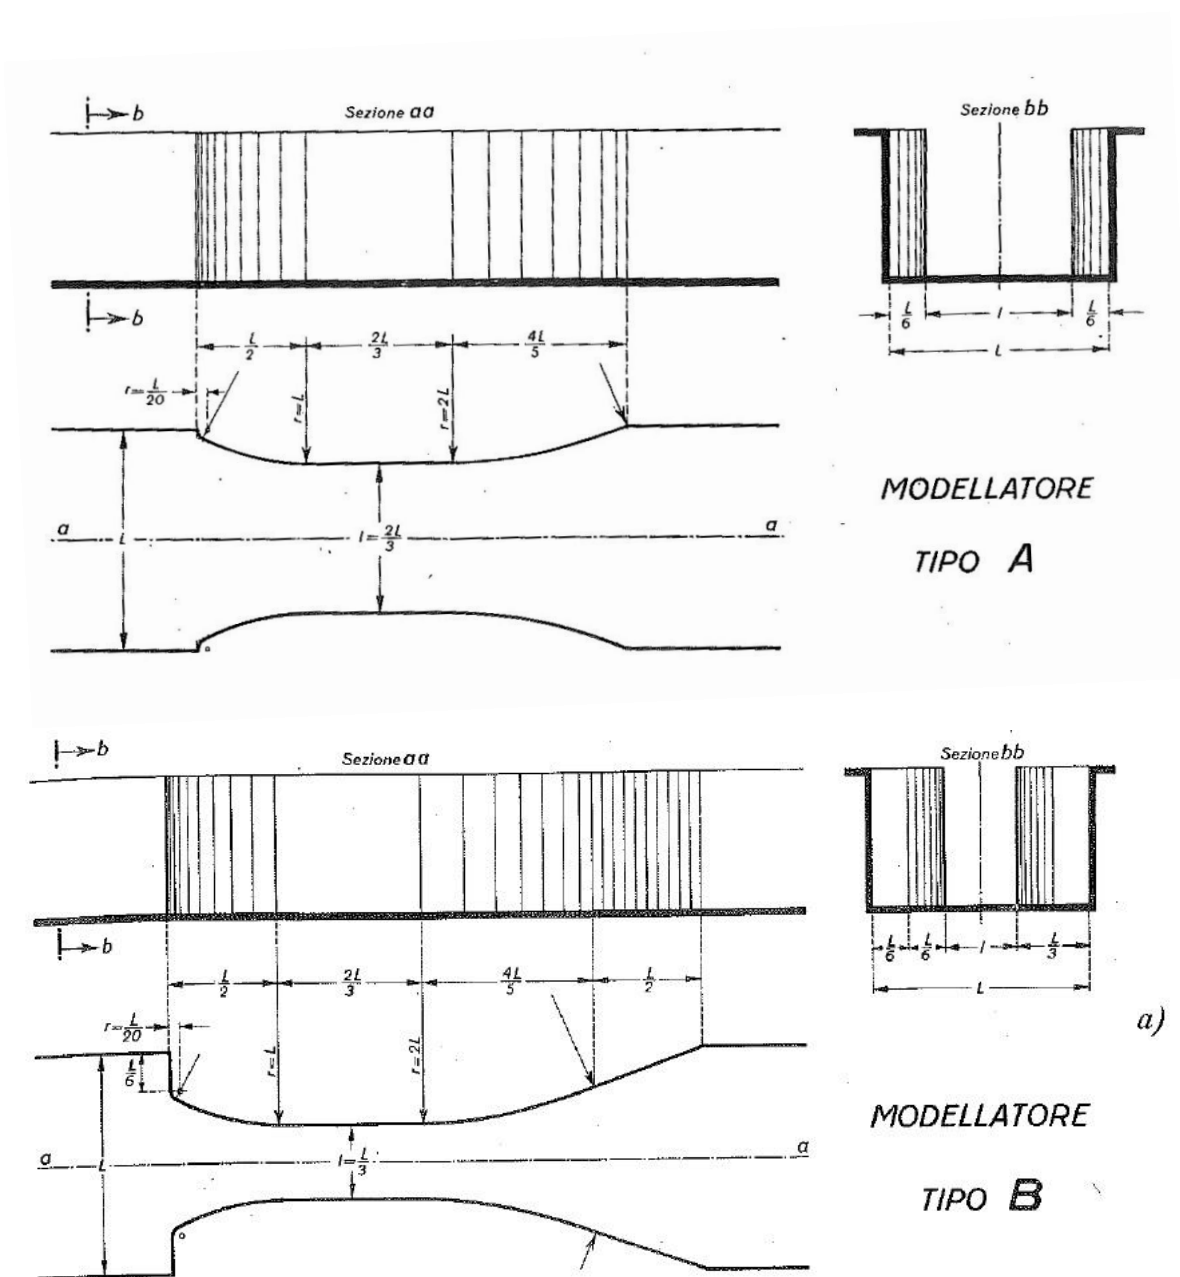 b
Sezione aa
Sezione bb
b
L/6 l L/6
L
L/2 2L/3 4L/5
r=L/20
r=L
r=2L
a L l=2L/3 a
MODELLATORE
TIPO A
b
Sezione aa
Sezione bb
b
L/6 L/6 l L/3
L
L/2 2L/3 4L/5 L/2
a)
r=L/20
L/6
r=L
r=2L
MODELLATORE
a L l=L/3 a
TIPO B